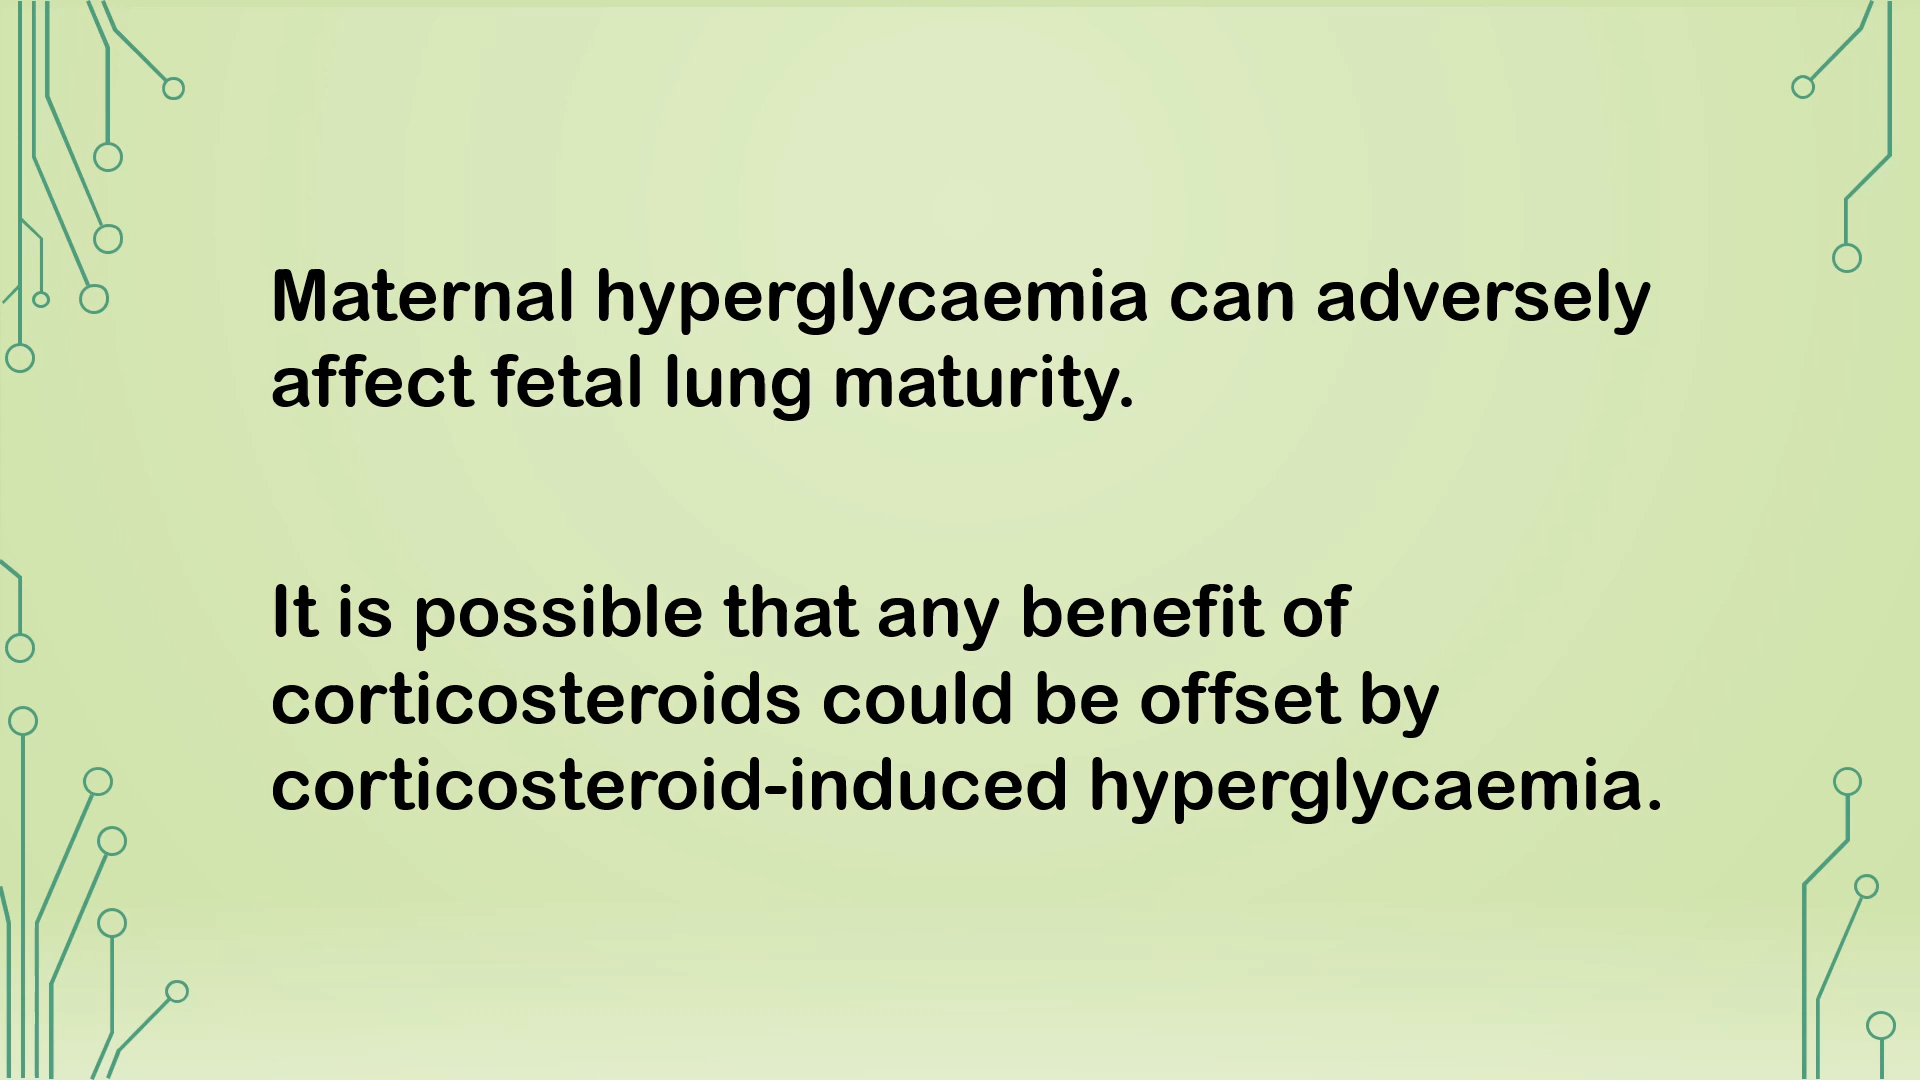 Maternal hyperglycaemia can adversely
affect fetal lung maturity.
It is possible that any benefit of
corticosteroids could be offset by
corticosteroid-induced hyperglycaemia.